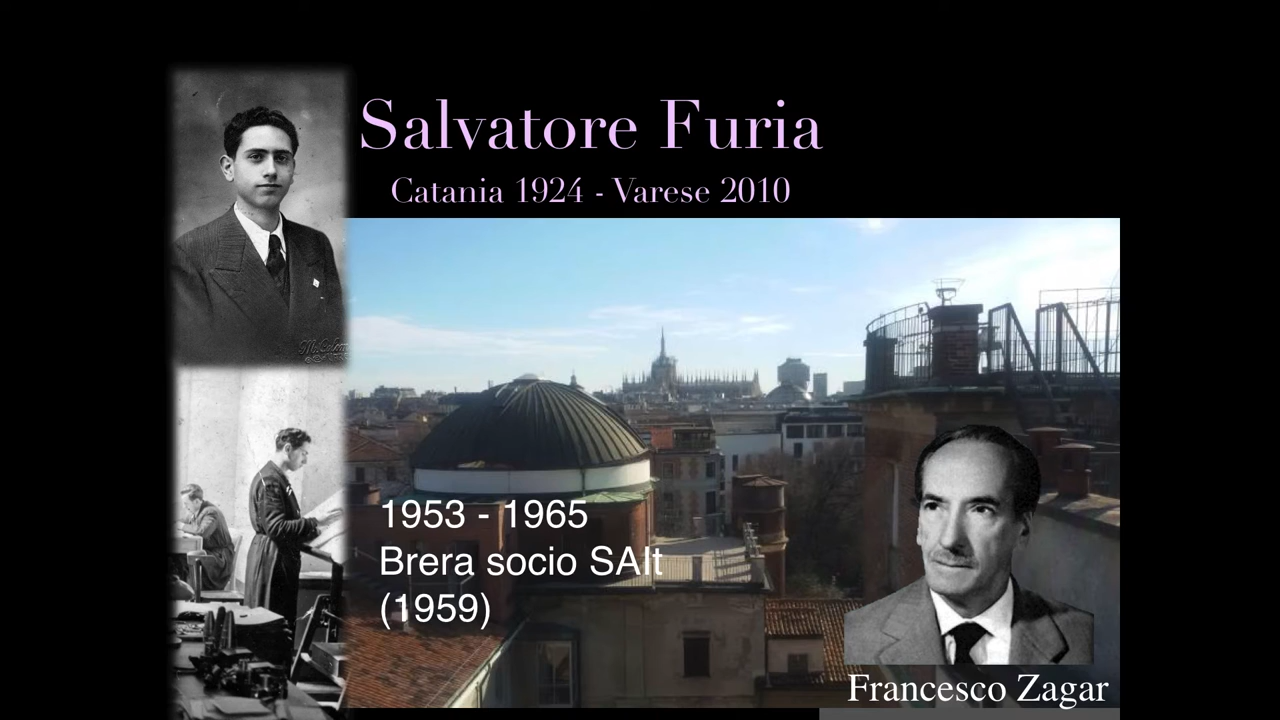 Salvatore Furia
Catania 1924 - Varese 2010
1953 - 1965
Brera socio SAIt
(1959)
Francesco Zagar